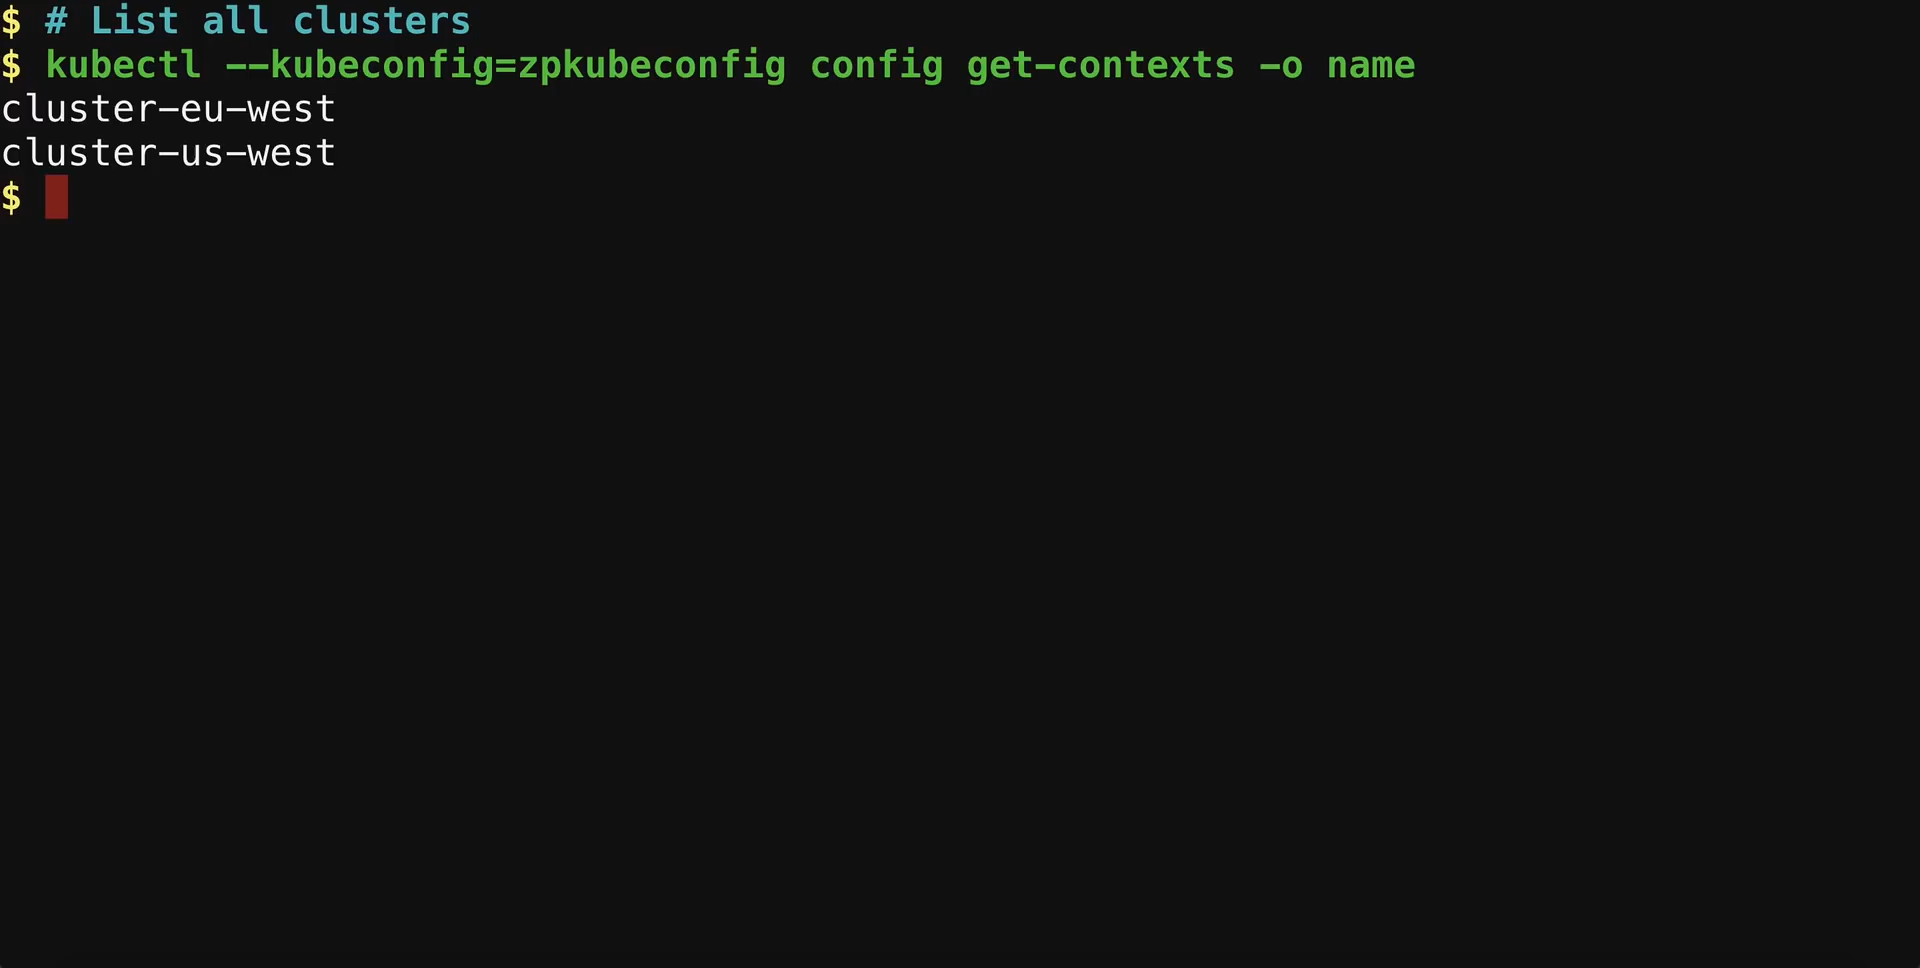 $ # List all clusters
$ kubectl --kubeconfig=zpkubeconfig config get-contexts -o name
cluster-eu-west
cluster-us-west
$